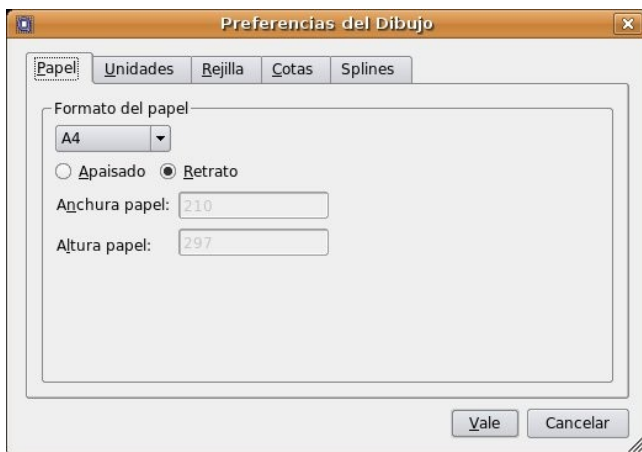 Preferencias del Dibujo
Papel Unidades Rejilla Cotas Splines
Formato del papel
A4
Apaisado Retrato
Anchura papel: 210
Altura papel: 297
Vale Cancelar